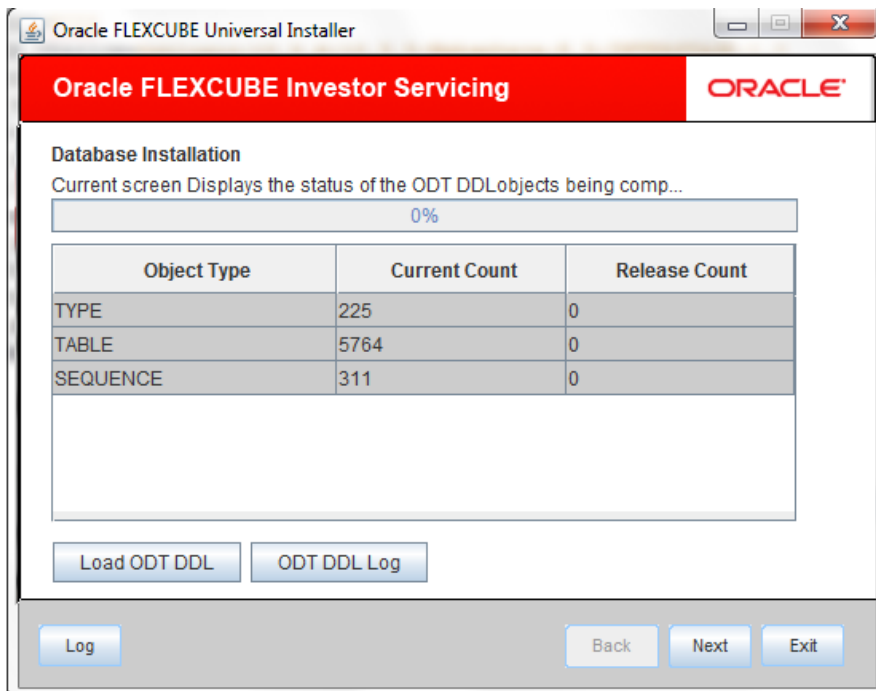 Oracle FLEXCUBE Universal Installer
Oracle FLEXCUBE Investor Servicing
ORACLE
Database Installation
Current screen Displays the status of the ODT DDLobjects being comp...
0%
Object Type Current Count Release Count
TYPE 225 0
TABLE 5764 0
SEQUENCE 311 0
Load ODT DDL ODT DDL Log
Log Back Next Exit